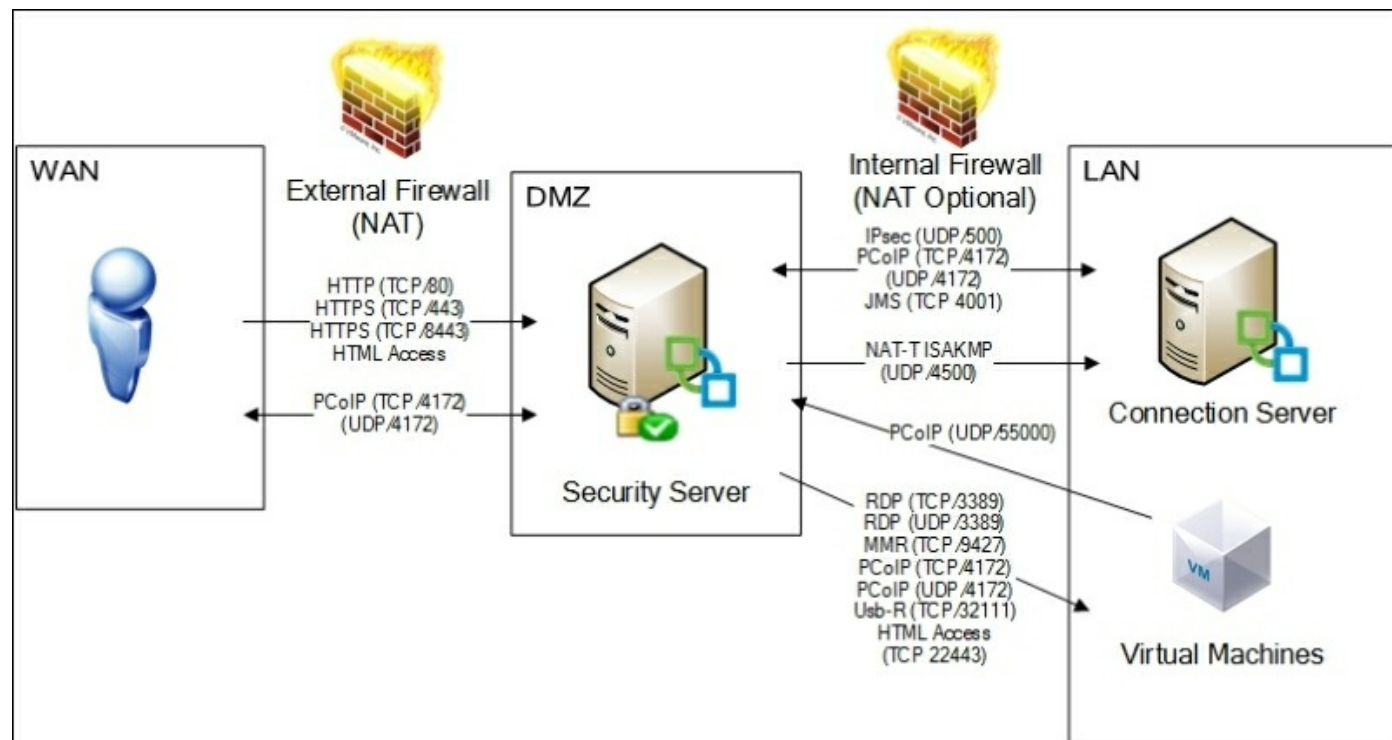 WAN
External Firewall
(NAT)
HTTP (TCP/80)
HTTPS (TCP/443)
HTTPS (TCP/8443)
HTML Access
PCoIP (TCP/4172)
(UDP/4172)
DMZ
Security Server
Internal Firewall
(NAT Optional)
IPsec (UDP/500)
PCoIP (TCP/4172)
(UDP/4172)
JMS (TCP 4001)
NAT-T ISAKMP
(UDP/4500)
PCoIP (UDP/55000)
RDP (TCP/3389)
RDP (UDP/3389)
MMR (TCP/9427)
PCoIP (TCP/4172)
PCoIP (UDP/4172)
Usb-R (TCP/32111)
HTML Access
(TCP 22443)
LAN
Connection Server
VM
Virtual Machines